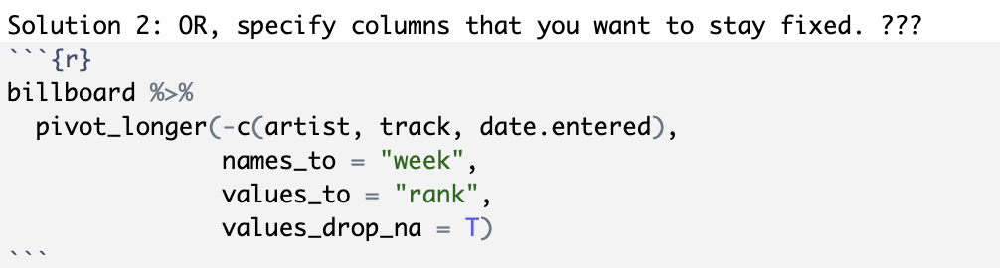 Solution 2: OR, specify columns that you want to stay fixed. ???
```{r}
billboard %>%
  pivot_longer(-c(artist, track, date.entered),
               names_to = "week",
               values_to = "rank",
               values_drop_na = T)
```